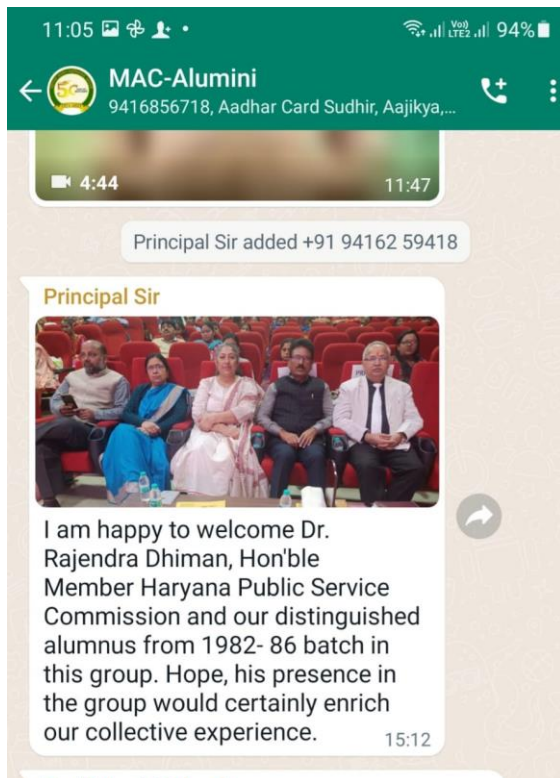 11:05 94%
MAC-Alumini
9416856718, Aadhar Card Sudhir, Aajikya,...
4:44 11:47
Principal Sir added +91 94162 59418
Principal Sir
I am happy to welcome Dr.
Rajendra Dhiman, Hon'ble
Member Haryana Public Service
Commission and our distinguished
alumnus from 1982- 86 batch in
this group. Hope, his presence in
the group would certainly enrich
our collective experience.
15:12